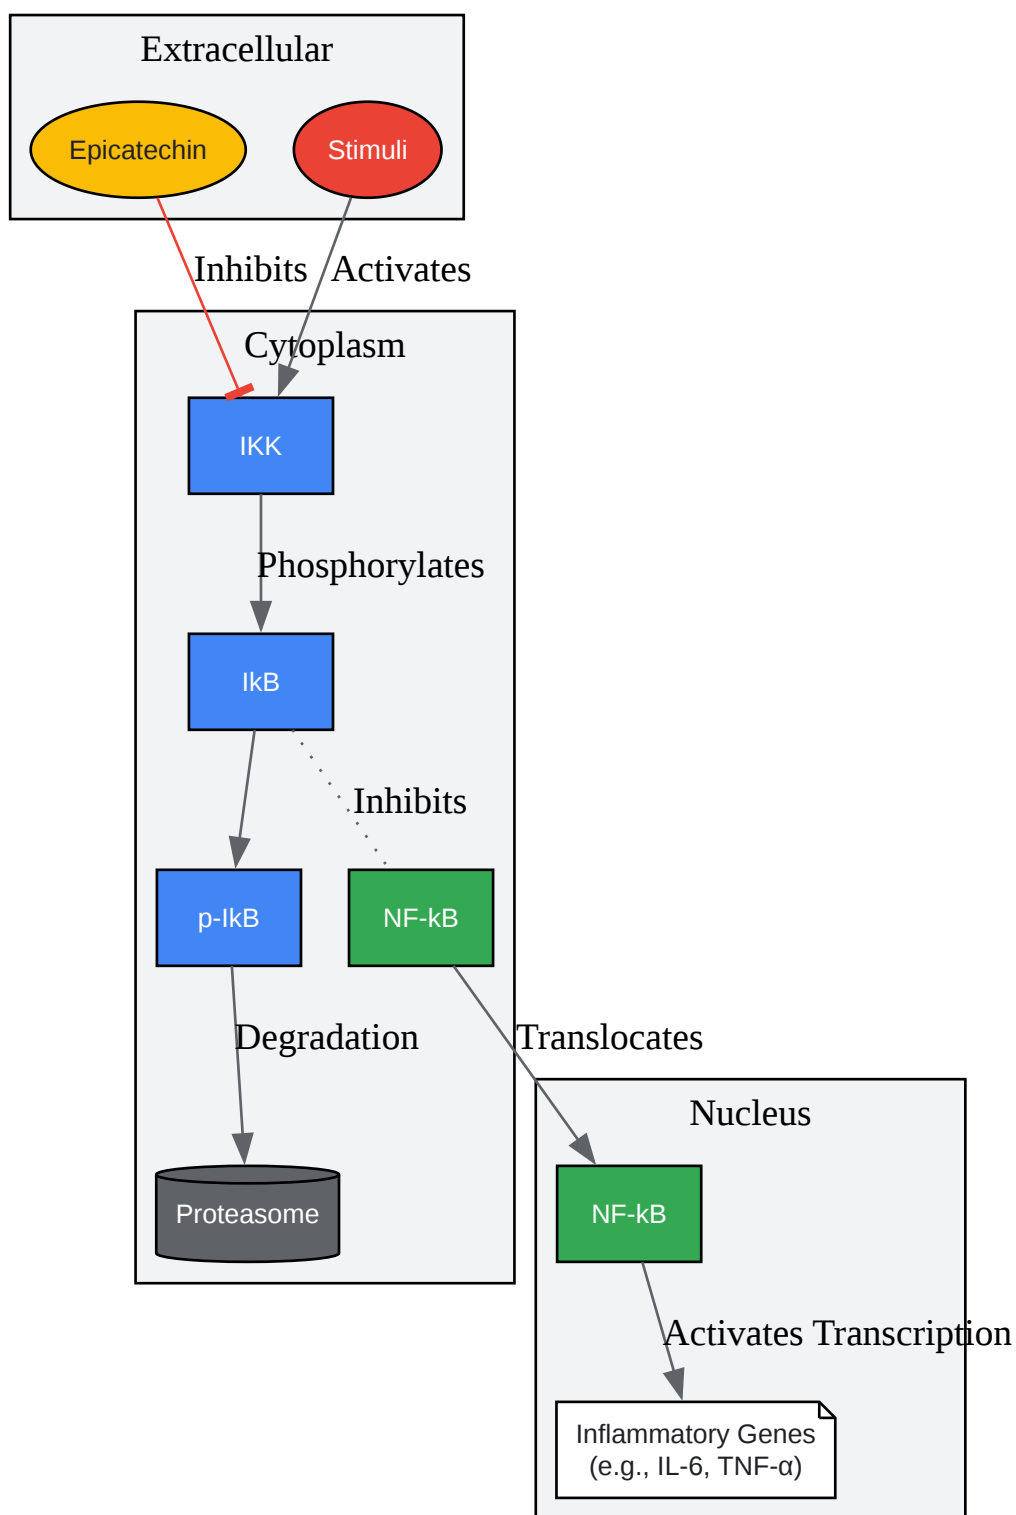 Extracellular
Epicatechin
Stimuli
Inhibits
Activates
Cytoplasm
IKK
Phosphorylates
IkB
Inhibits
p-IkB
NF-kB
Degradation
Translocates
Nucleus
Proteasome
NF-kB
Activates Transcription
Inflammatory Genes
(e.g., IL-6, TNF-α)